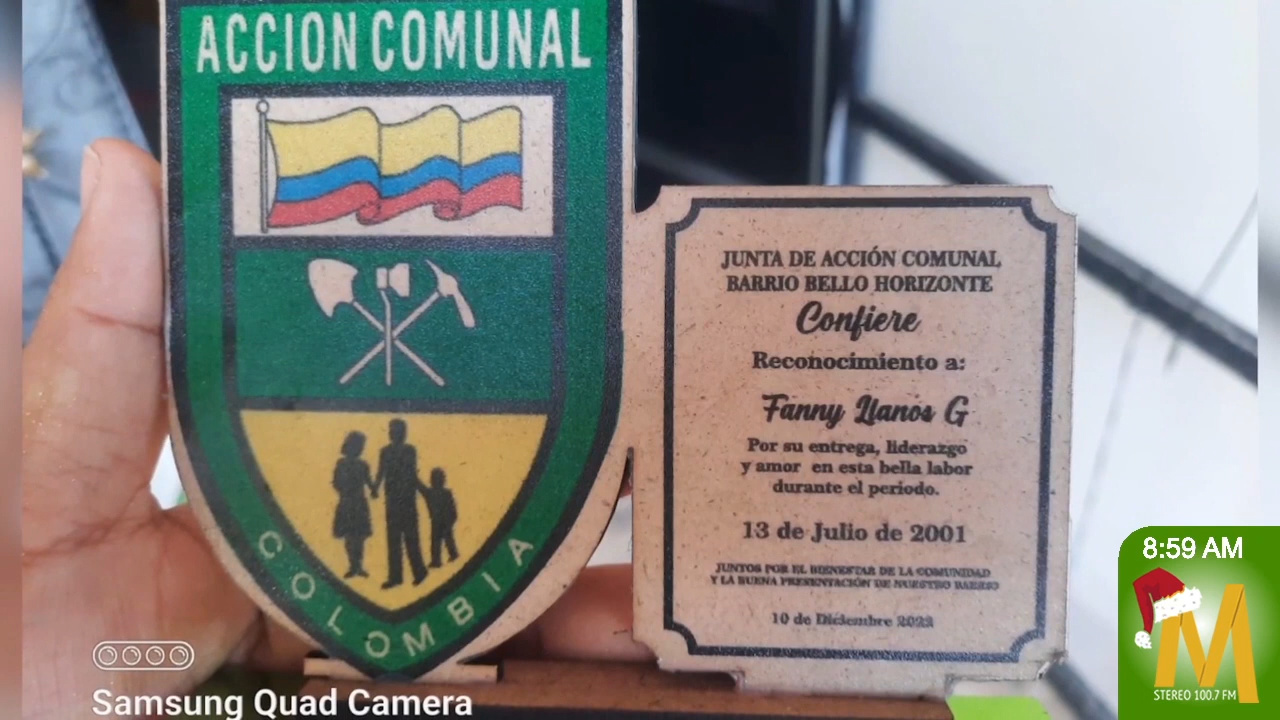 ACCION COMUNAL
COLOMBIA
JUNTA DE ACCIÓN COMUNAL
BARRIO BELLO HORIZONTE
Confiere
Reconocimiento a:
Fanny Llanos G
Por su entrega, liderazgo
y amor en esta bella labor
durante el periodo.
13 de Julio de 2001
JUNTOS POR EL BIENESTAR DE LA COMUNIDAD
Y LA BUENA PRESENTACIÓN DE NUESTRO BARRIO
10 de Diciembre 2022
Samsung Quad Camera
8:59 AM
M
STEREO 100.7 FM